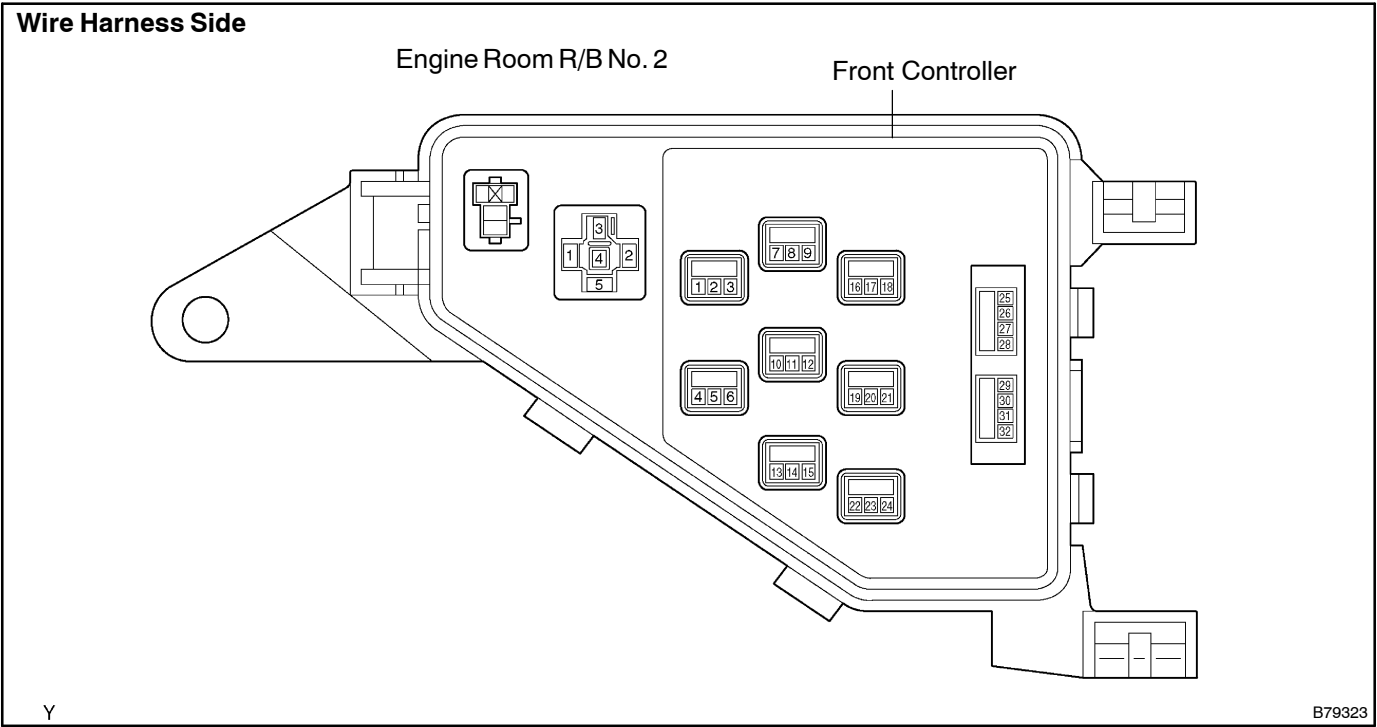 Wire Harness Side
Engine Room R/B No. 2
Front Controller
3
1 4 2
5
7 8 9
1 2 3
16 17 18
25
26
27
28
10 11 12
4 5 6
19 20 21
29
30
31
32
13 14 15
22 23 24
Y
B79323